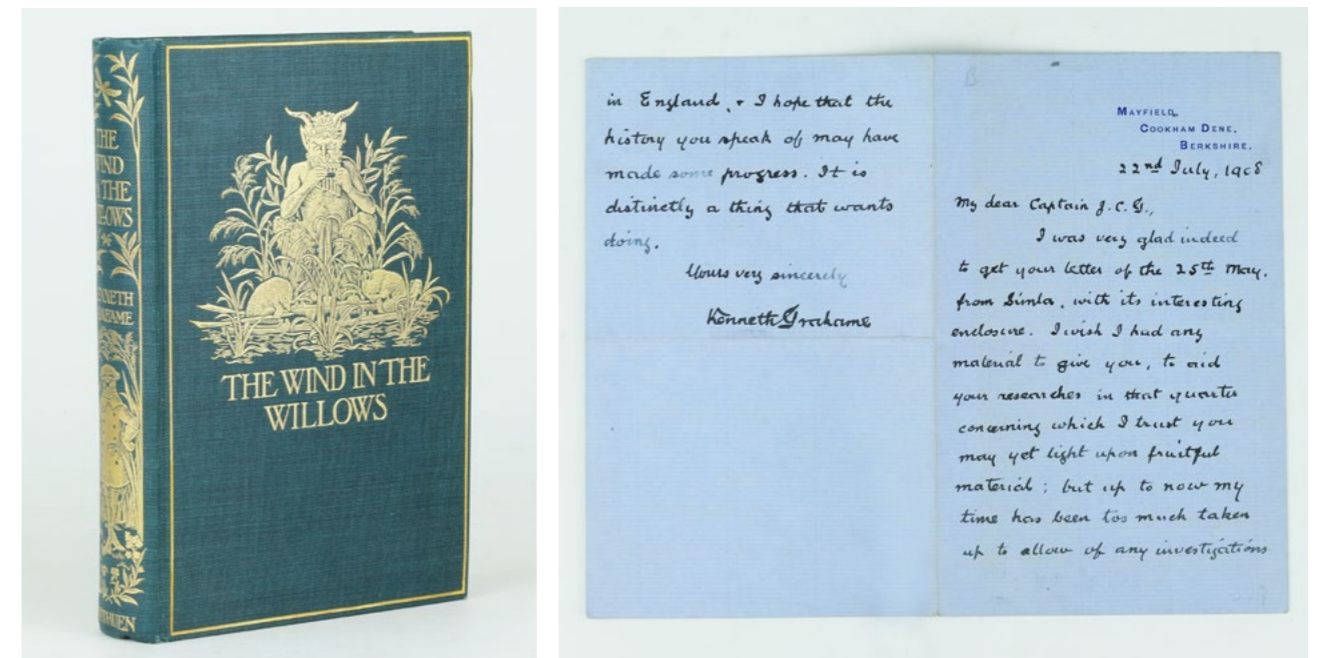 THE
WIND
IN THE
WILLOWS
KENNETH
GRAHAME
METHUEN
THE WIND IN THE
WILLOWS
MAYFIELD,
COOKHAM DENE,
BERKSHIRE.
22nd July, 1908
My dear Captain J.C.G.,
I was very glad indeed
to get your letter of the 25th May,
from Simla, with its interesting
enclosure. I wish I had any
material to give you, to aid
your researches in that quarter
concerning which I trust you
may yet light upon fruitful
material; but up to now my
time has been too much taken
up to allow of any investigations
in England, & I hope that the
history you speak of may have
made some progress. It is
distinctly a thing that wants
doing.
Yours very sincerely
Kenneth Grahame